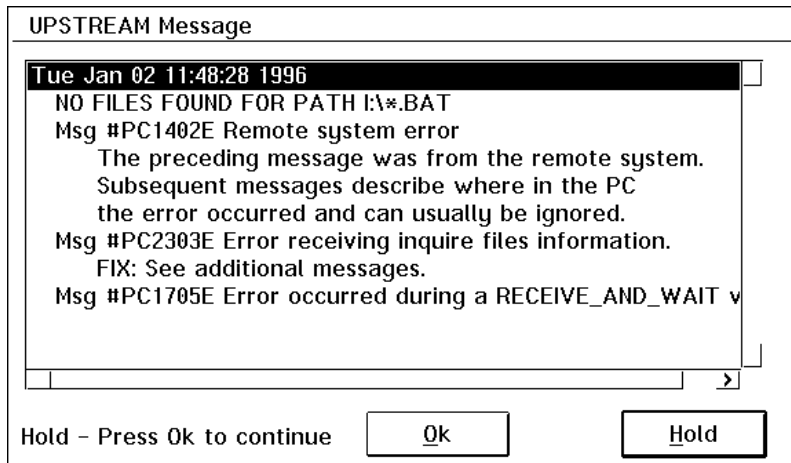 UPSTREAM Message
Tue Jan 02 11:48:28 1996
NO FILES FOUND FOR PATH I:\*.BAT
Msg #PC1402E Remote system error
The preceding message was from the remote system.
Subsequent messages describe where in the PC
the error occurred and can usually be ignored.
Msg #PC2303E Error receiving inquire files information.
FIX: See additional messages.
Msg #PC1705E Error occurred during a RECEIVE_AND_WAIT v
Hold - Press Ok to continue
Ok
Hold